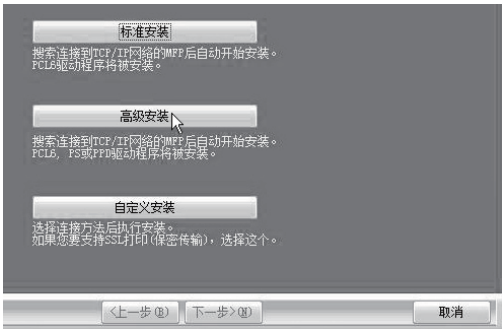 标准安装
搜索连接到TCP/IP网络的MFP后自动开始安装。
PCL6驱动程序将被安装。
高级安装
搜索连接到TCP/IP网络的MFP后自动开始安装。
PCL6, PS或PPD驱动程序将被安装。
自定义安装
选择连接方法后执行安装。
如果您要支持SSL打印(保密传输)，选择这个。
<上一步(B) 下一步>(N) 取消